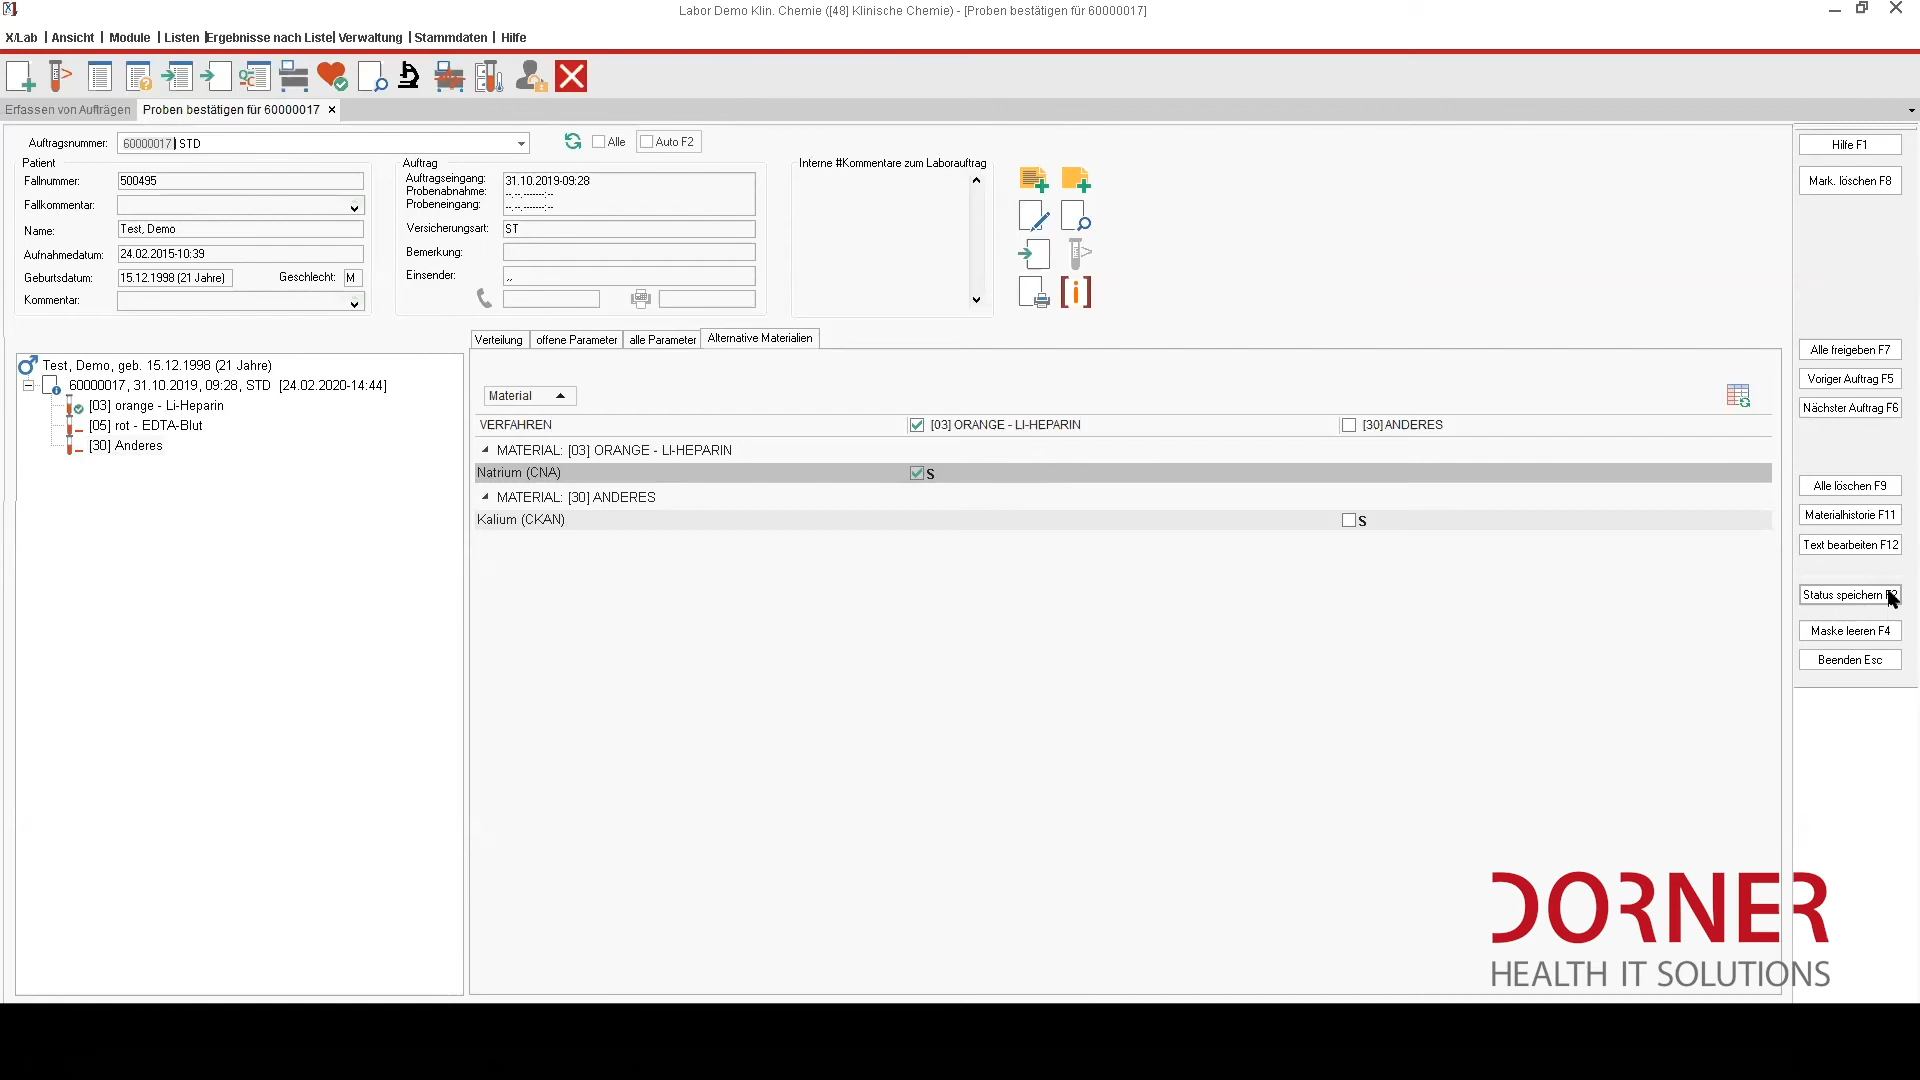 Labor Demo Klin. Chemie ([48] Klinische Chemie) - [Proben bestätigen für 60000017]
X/Lab | Ansicht | Module | Listen |Ergebnisse nach Liste| Verwaltung | Stammdaten | Hilfe
Erfassen von Aufträgen
Proben bestätigen für 60000017
Auftragsnummer: 60000017 STD
Alle
Auto F2
Patient
Fallnummer: 500495
Fallkommentar:
Name: Test, Demo
Aufnahmedatum: 24.02.2015-10:39
Geburtsdatum: 15.12.1998 (21 Jahre) Geschlecht: M
Kommentar:
Auftrag
Auftragseingang: 31.10.2019-09:28
Probenabnahme: --.--.----:--
Probeneingang: --.--.----:--
Versicherungsart: ST
Bemerkung:
Einsender: ,,
Interne #Kommentare zum Laborauftrag
Test, Demo, geb. 15.12.1998 (21 Jahre)
60000017, 31.10.2019, 09:28, STD [24.02.2020-14:44]
[03] orange - Li-Heparin
[05] rot - EDTA-Blut
[30] Anderes
Verteilung
offene Parameter
alle Parameter
Alternative Materialien
Material
VERFAHREN [03] ORANGE - LI-HEPARIN [30] ANDERES
MATERIAL: [03] ORANGE - LI-HEPARIN
Natrium (CNA) S
MATERIAL: [30] ANDERES
Kalium (CKAN) S
Hilfe F1
Mark. löschen F8
Alle freigeben F7
Voriger Auftrag F5
Nächster Auftrag F6
Alle löschen F9
Materialhistorie F11
Text bearbeiten F12
Status speichern
Maske leeren F4
Beenden Esc
DORNER
HEALTH IT SOLUTIONS